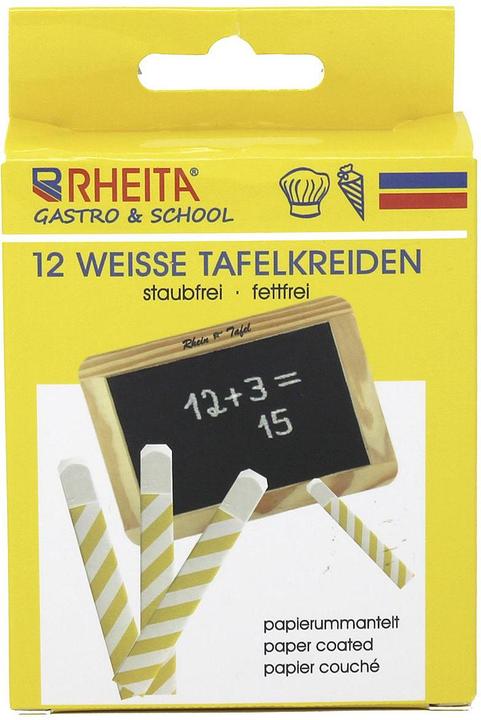 RHEITA®
GASTRO & SCHOOL
12 WEISSE TAFELKREIDEN
staubfrei · fettfrei
Rhein Tafel
12+3=
15
papierummantelt
paper coated
papier couché